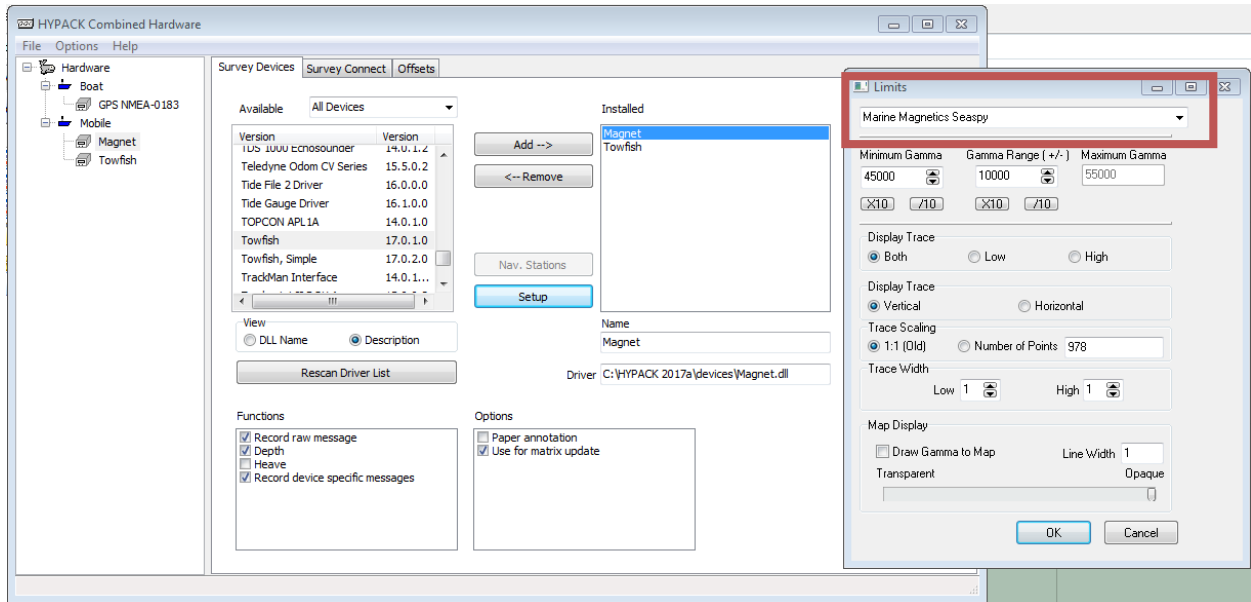 HYPACK Combined Hardware
File Options Help
Hardware
Boat
GPS NMEA-0183
Mobile
Magnet
Towfish
Survey Devices Survey Connect Offsets
Available All Devices
Version Version
TDS 1000 Echosounder 14.0.1.2
Teledyne Odom CV Series 15.5.0.2
Tide File 2 Driver 16.0.0.0
Tide Gauge Driver 16.1.0.0
TOPCON APL1A 14.0.1.0
Towfish 17.0.1.0
Towfish, Simple 17.0.2.0
TrackMan Interface 14.0.1...
View
DLL Name Description
Rescan Driver List
Add -->
<-- Remove
Nav. Stations
Setup
Installed
Magnet
Towfish
Name
Magnet
Driver C:\HYPACK 2017a\devices\Magnet.dll
Functions
Record raw message
Depth
Heave
Record device specific messages
Options
Paper annotation
Use for matrix update
Limits
Marine Magnetics Seaspy
Minimum Gamma Gamma Range ( +/- ) Maximum Gamma
45000 10000 55000
X10 /10 X10 /10
Display Trace
Both Low High
Display Trace
Vertical Horizontal
Trace Scaling
1:1 (Old) Number of Points 978
Trace Width
Low 1 High 1
Map Display
Draw Gamma to Map Line Width 1
Transparent Opaque
OK Cancel